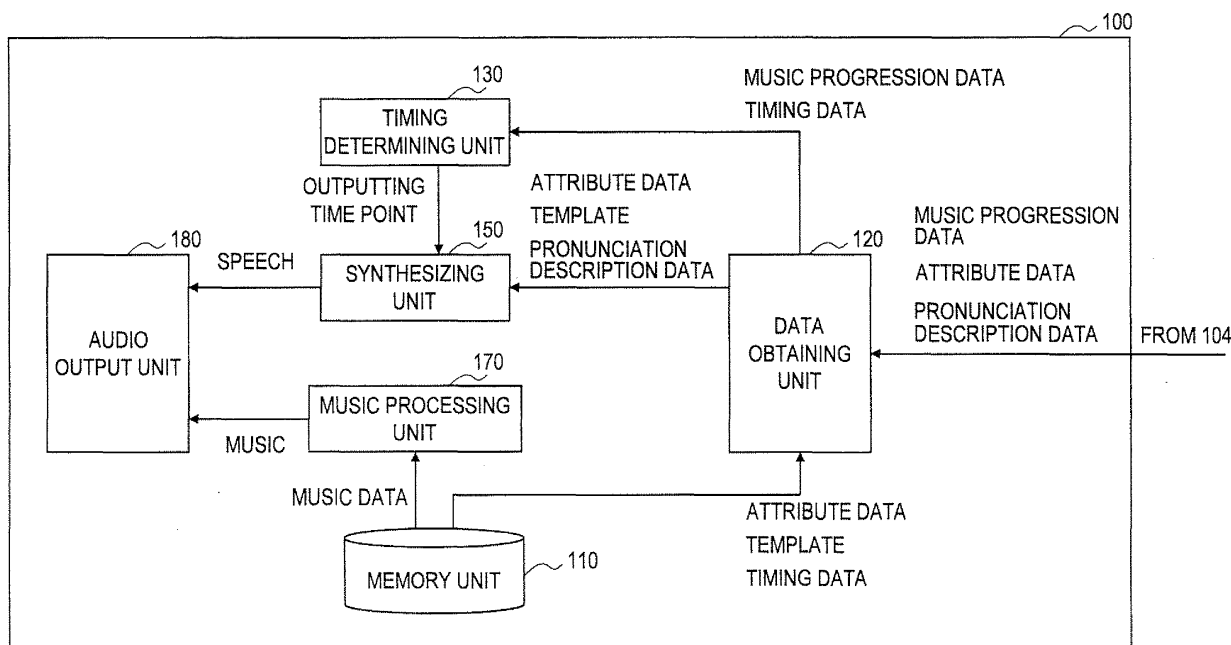 100
130
TIMING
DETERMINING UNIT
MUSIC PROGRESSION DATA
TIMING DATA
OUTPUTTING
TIME POINT
ATTRIBUTE DATA
TEMPLATE
PRONUNCIATION
DESCRIPTION DATA
MUSIC PROGRESSION
DATA
ATTRIBUTE DATA
PRONUNCIATION
DESCRIPTION DATA
FROM 104
180
SPEECH
150
SYNTHESIZING
UNIT
120
DATA
OBTAINING
UNIT
AUDIO
OUTPUT UNIT
170
MUSIC PROCESSING
UNIT
MUSIC
MUSIC DATA
ATTRIBUTE DATA
TEMPLATE
TIMING DATA
MEMORY UNIT
110